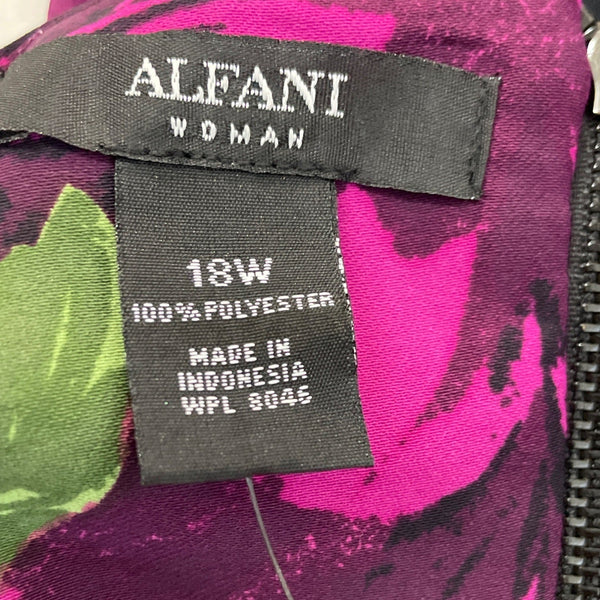 ALFANI
WOMAN
18W
100% POLYESTER
MADE IN
INDONESIA
WPL 8046